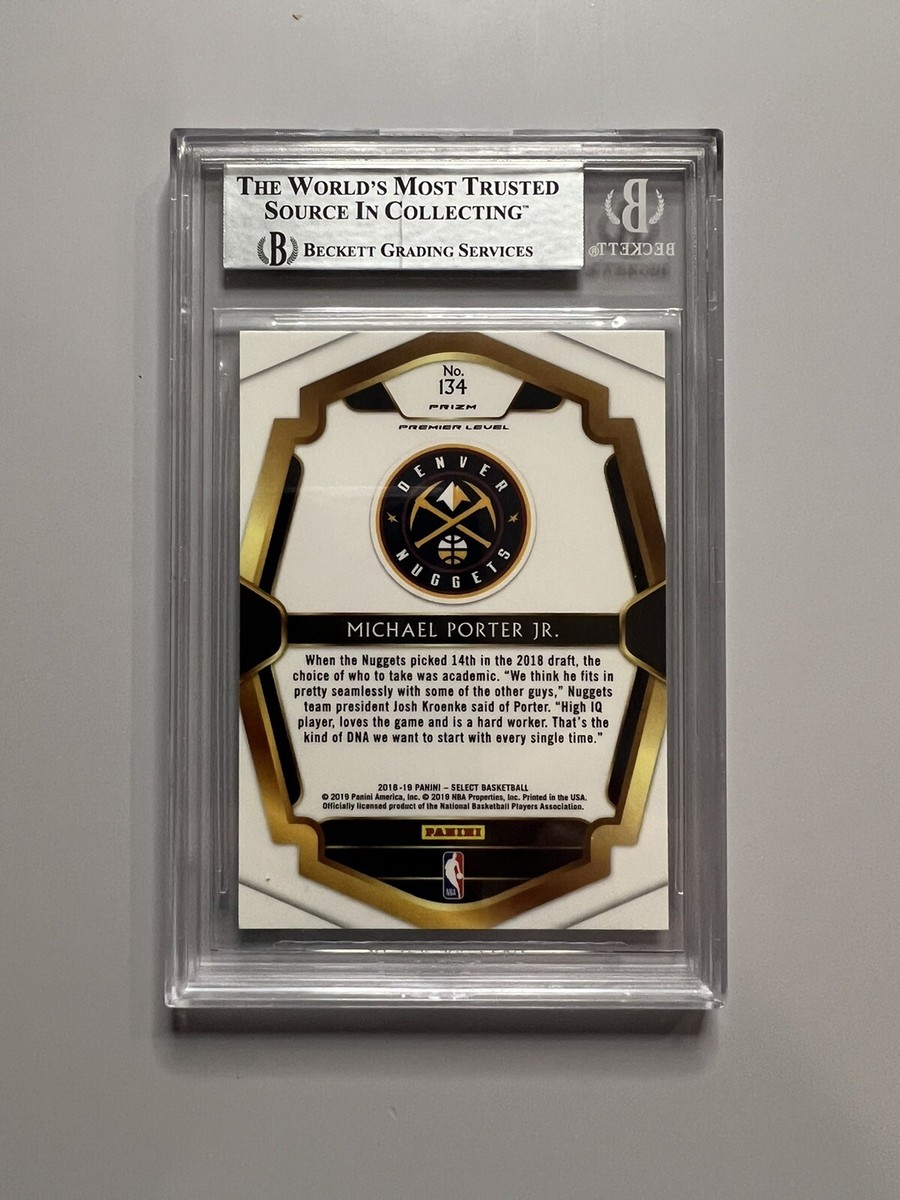 THE WORLD'S MOST TRUSTED
SOURCE IN COLLECTING™
B BECKETT GRADING SERVICES
B
BECKETT®
No.
134
PRIZM
PREMIER LEVEL
DENVER
NUGGETS
MICHAEL PORTER JR.
When the Nuggets picked 14th in the 2018 draft, the
choice of who to take was academic. “We think he fits in
pretty seamlessly with some of the other guys,” Nuggets
team president Josh Kroenke said of Porter. “High IQ
player, loves the game and is a hard worker. That’s the
kind of DNA we want to start with every single time.”
2018-19 PANINI – SELECT BASKETBALL
© 2019 Panini America, Inc. © 2019 NBA Properties, Inc. Printed in the USA.
Officially licensed product of the National Basketball Players Association.
PANINI
NBA